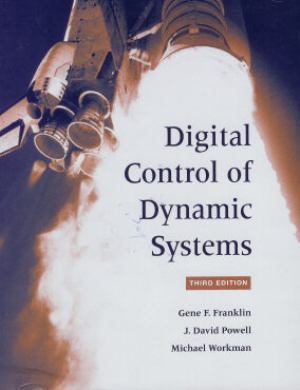 Digital
Control of
Dynamic
Systems
THIRD EDITION
Gene F. Franklin
J. David Powell
Michael Workman